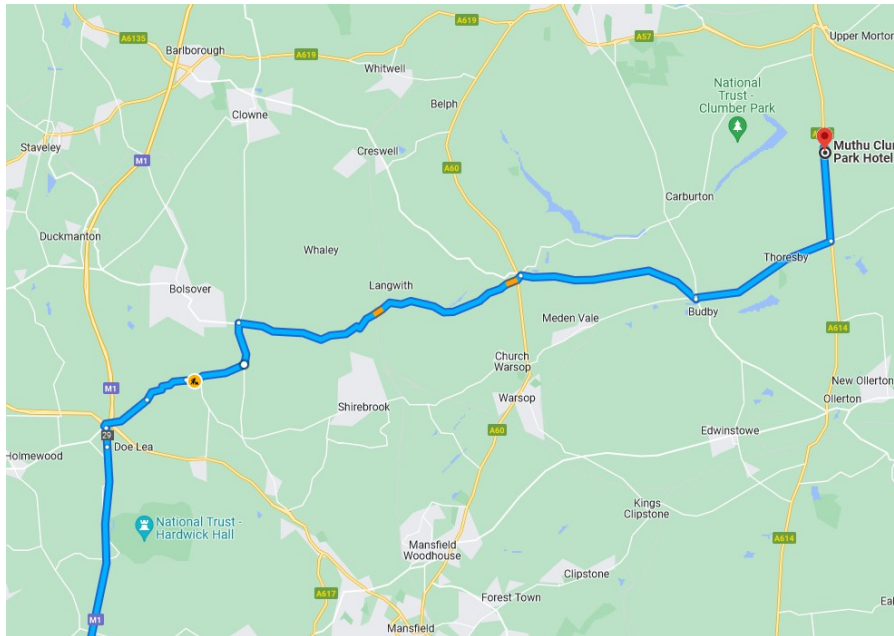 A619
A6135
Barlborough
A619
Whitwell
A57
Upper Morton
Belph
National
Trust -
Clumber Park
Clowne
Staveley
M1
Creswell
A60
Muthu Clu
Park Hotel
Carburton
Duckmanton
Whaley
Thoresby
Bolsover
Langwith
Meden Vale
Budby
A614
Church
Warsop
M1
New Ollerton
Warsop
Ollerton
Shirebrook
29
Doe Lea
A60
Edwinstowe
Holmewood
National Trust -
Hardwick Hall
Kings
Clipstone
Mansfield
Woodhouse
A614
Clipstone
A617
Forest Town
M1
Mansfield